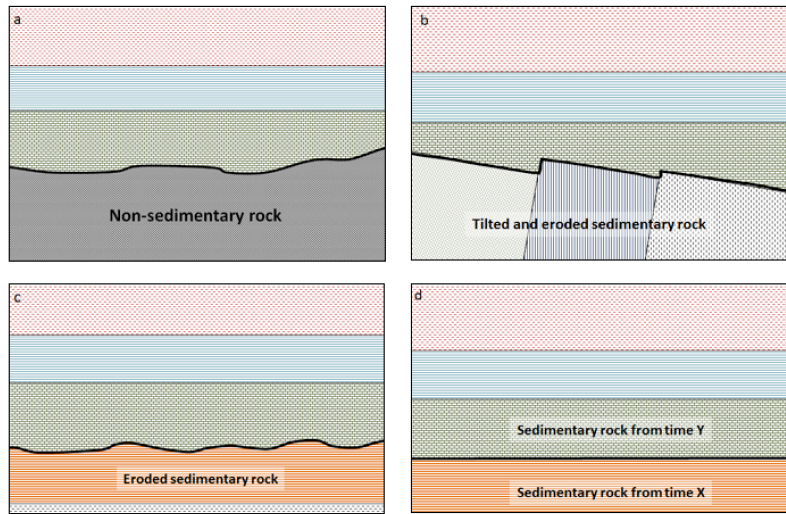 a
Non-sedimentary rock
b
Tilted and eroded sedimentary rock
c
Eroded sedimentary rock
d
Sedimentary rock from time Y
Sedimentary rock from time X